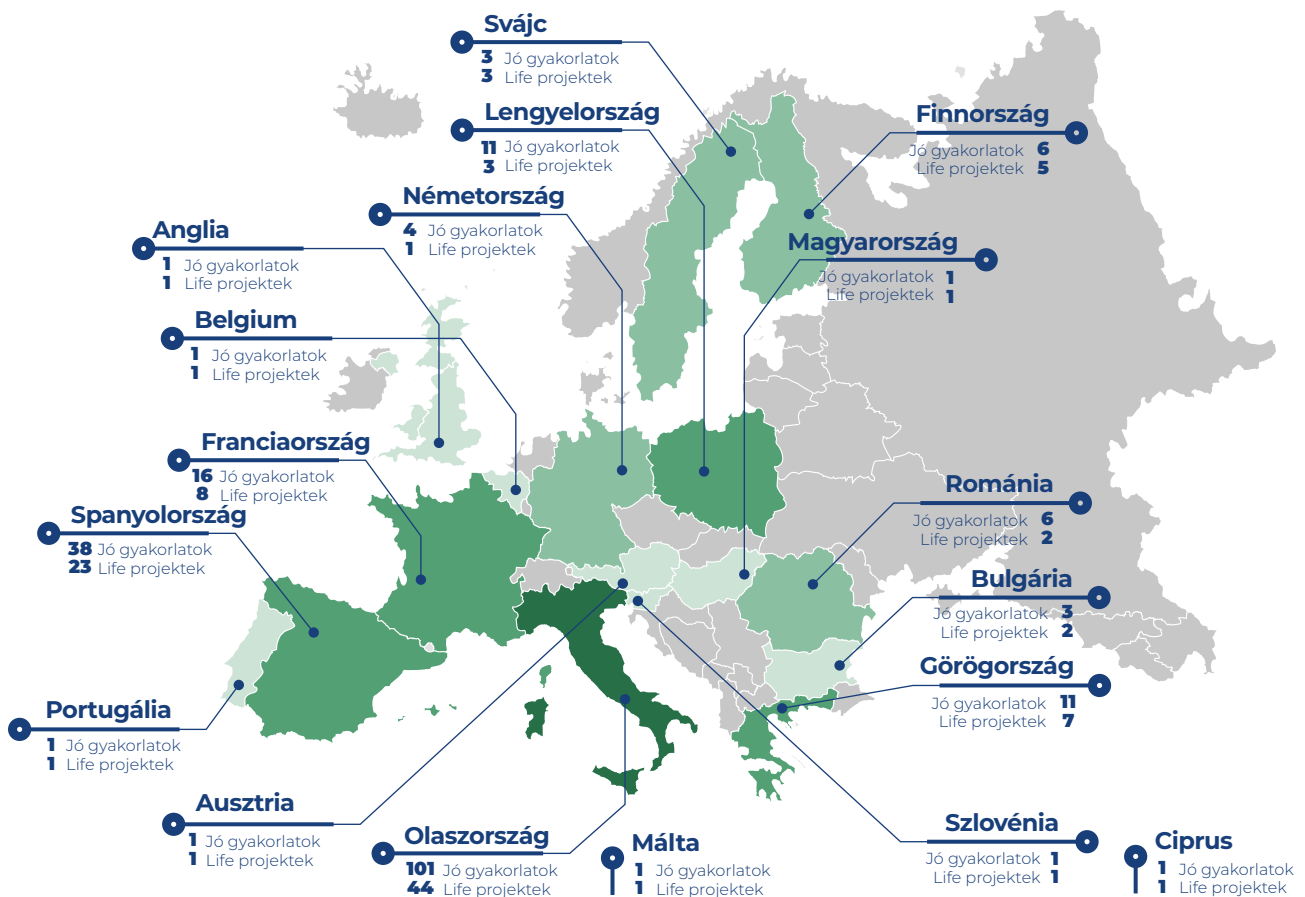 Svájc
3 Jó gyakorlatok
3 Life projektek
Lengyelország
11 Jó gyakorlatok
3 Life projektek
Finnország
Jó gyakorlatok 6
Life projektek 5
Németország
4 Jó gyakorlatok
1 Life projektek
Anglia
1 Jó gyakorlatok
1 Life projektek
Magyarország
Jó gyakorlatok 1
Life projektek 1
Belgium
1 Jó gyakorlatok
1 Life projektek
Franciaország
16 Jó gyakorlatok
8 Life projektek
Románia
Jó gyakorlatok 6
Life projektek 2
Spanyolország
38 Jó gyakorlatok
23 Life projektek
Bulgária
Jó gyakorlatok 3
Life projektek 2
Görögország
Jó gyakorlatok 11
Life projektek 7
Portugália
1 Jó gyakorlatok
1 Life projektek
Ausztria
1 Jó gyakorlatok
1 Life projektek
Olaszország
101 Jó gyakorlatok
44 Life projektek
Málta
1 Jó gyakorlatok
1 Life projektek
Szlovénia
Jó gyakorlatok 1
Life projektek 1
Ciprus
1 Jó gyakorlatok
1 Life projektek